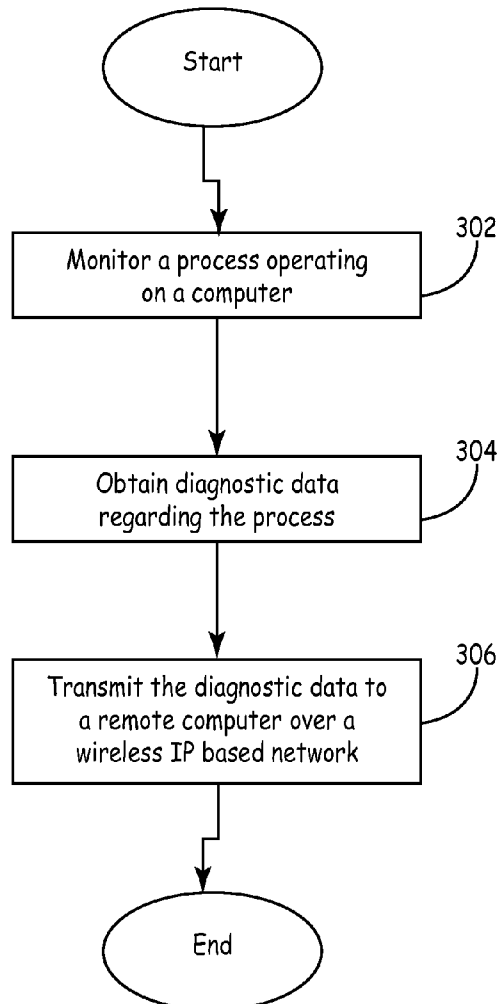 Start
302
Monitor a process operating
on a computer
304
Obtain diagnostic data
regarding the process
306
Transmit the diagnostic data to
a remote computer over a
wireless IP based network
End